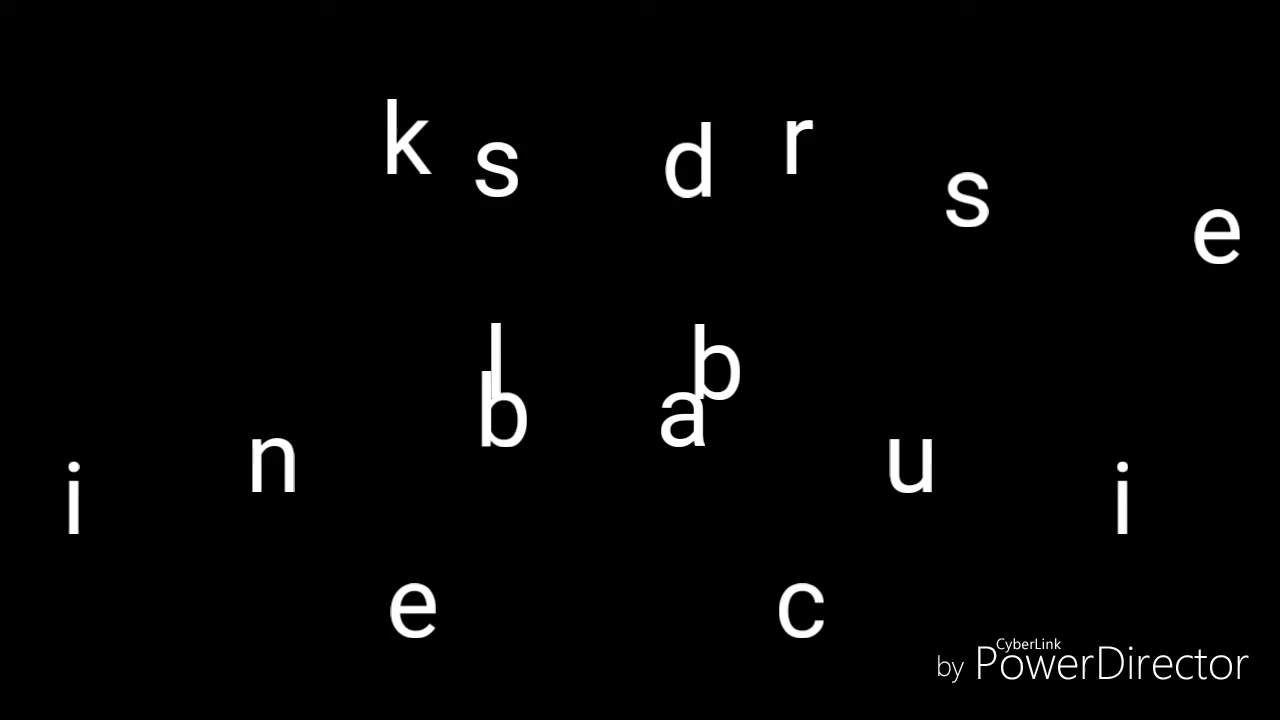 k s d r s e
l b
b a
i n u i
e c
CyberLink
by PowerDirector